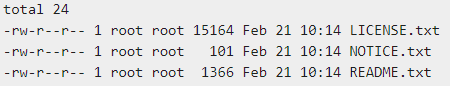 total 24
-rw-r--r-- 1 root root 15164 Feb 21 10:14 LICENSE.txt
-rw-r--r-- 1 root root   101 Feb 21 10:14 NOTICE.txt
-rw-r--r-- 1 root root  1366 Feb 21 10:14 README.txt